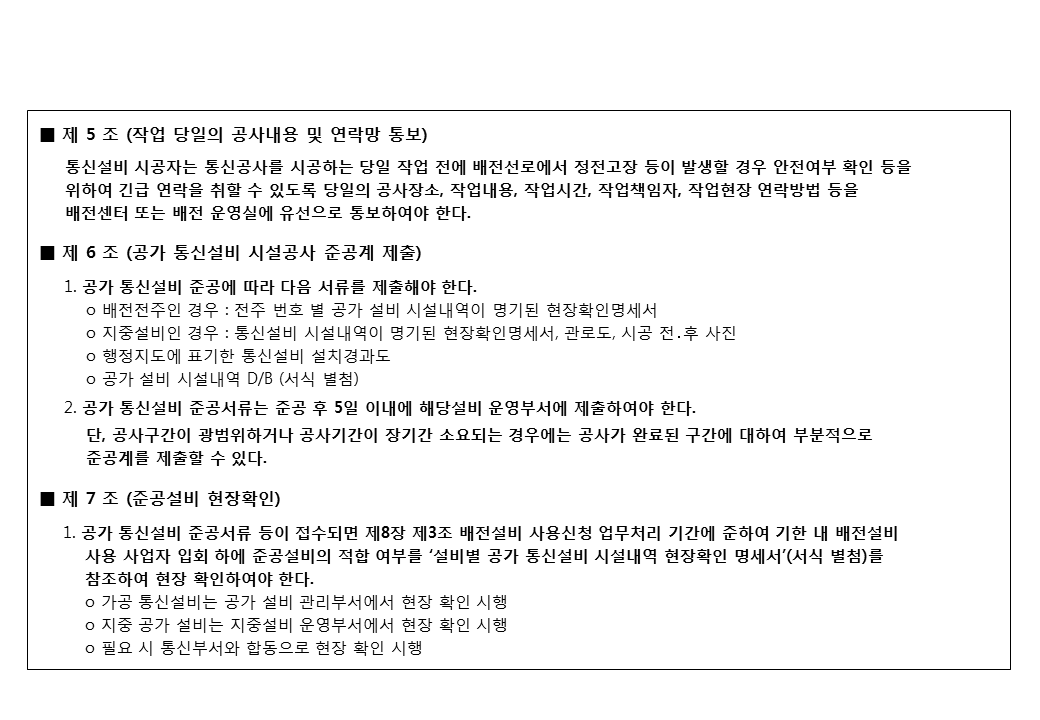 ■ 제 5 조 (작업 당일의 공사내용 및 연락망 통보)
통신설비 시공자는 통신공사를 시공하는 당일 작업 전에 배전선로에서 정전고장 등이 발생할 경우 안전여부 확인 등을
위하여 긴급 연락을 취할 수 있도록 당일의 공사장소, 작업내용, 작업시간, 작업책임자, 작업현장 연락방법 등을
배전센터 또는 배전 운영실에 유선으로 통보하여야 한다.
■ 제 6 조 (공가 통신설비 시설공사 준공계 제출)
1. 공가 통신설비 준공에 따라 다음 서류를 제출해야 한다.
o 배전전주인 경우 : 전주 번호 별 공가 설비 시설내역이 명기된 현장확인명세서
o 지중설비인 경우 : 통신설비 시설내역이 명기된 현장확인명세서, 관로도, 시공 전.후 사진
o 행정지도에 표기한 통신설비 설치경과도
o 공가 설비 시설내역 D/B (서식 별첨)
2. 공가 통신설비 준공서류는 준공 후 5일 이내에 해당설비 운영부서에 제출하여야 한다.
단, 공사구간이 광범위하거나 공사기간이 장기간 소요되는 경우에는 공사가 완료된 구간에 대하여 부분적으로
준공계를 제출할 수 있다.
■ 제 7 조 (준공설비 현장확인)
1. 공가 통신설비 준공서류 등이 접수되면 제8장 제3조 배전설비 사용신청 업무처리 기간에 준하여 기한 내 배전설비
사용 사업자 입회 하에 준공설비의 적합 여부를 ‘설비별 공가 통신설비 시설내역 현장확인 명세서’(서식 별첨)를
참조하여 현장 확인하여야 한다.
o 가공 통신설비는 공가 설비 관리부서에서 현장 확인 시행
o 지중 공가 설비는 지중설비 운영부서에서 현장 확인 시행
o 필요 시 통신부서와 합동으로 현장 확인 시행